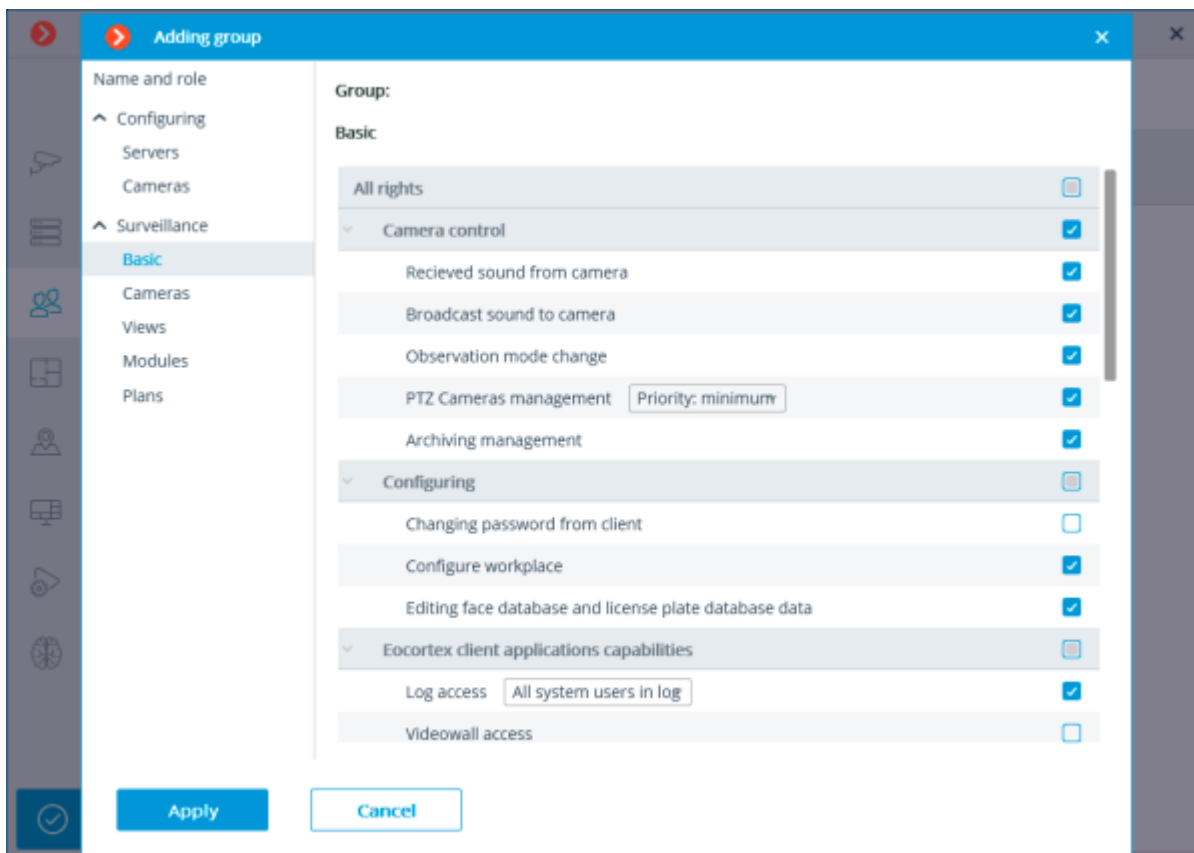 Adding group
Name and role
Configuring
Servers
Cameras
Surveillance
Basic
Cameras
Views
Modules
Plans
Group:
Basic
All rights
Camera control
Recieved sound from camera
Broadcast sound to camera
Observation mode change
PTZ Cameras management Priority: minimum
Archiving management
Configuring
Changing password from client
Configure workplace
Editing face database and license plate database data
Eocortex client applications capabilities
Log access All system users in log
Videowall access
Apply Cancel